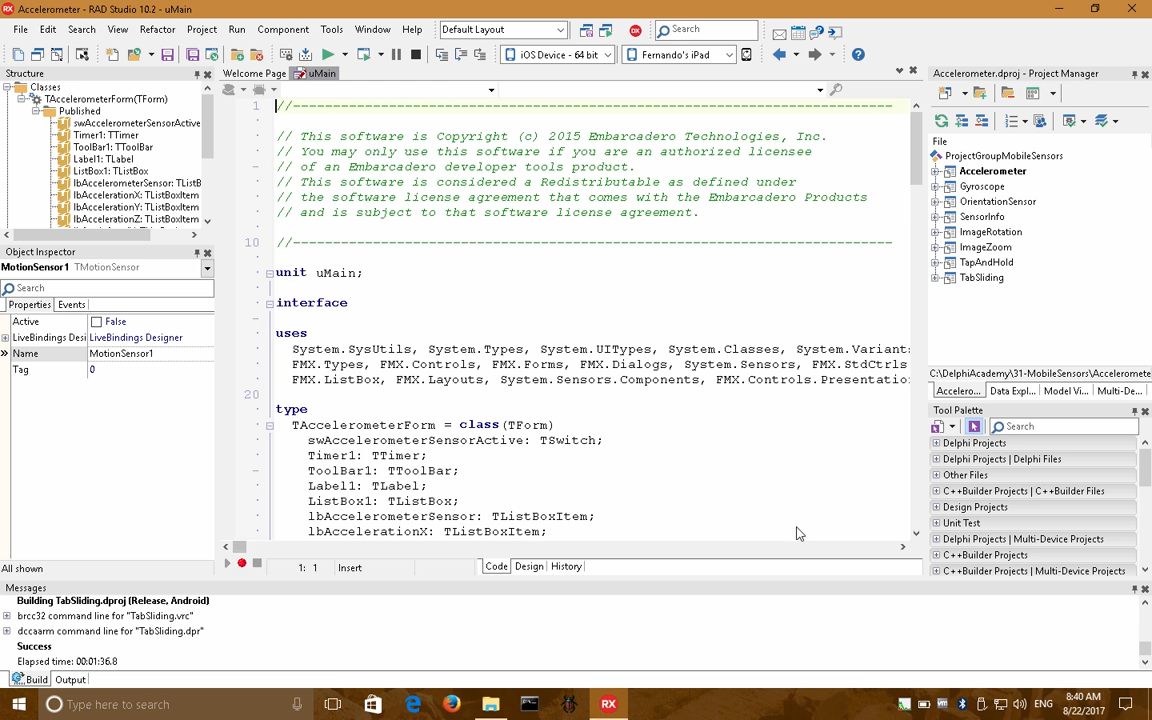 Accelerometer - RAD Studio 10.2 - uMain
File Edit Search View Refactor Project Run Component Tools Window Help
Default Layout
Search
iOS Device - 64 bit
Fernando's iPad
Structure
Classes
TAccelerometerForm(TForm)
Published
swAccelerometerSensorActive
Timer1: TTimer
ToolBar1: TToolBar
Label1: TLabel
ListBox1: TListBox
lbAccelerometerSensor: TListB
lbAccelerationX: TListBoxItem
lbAccelerationY: TListBoxItem
lbAccelerationZ: TListBoxItem
Object Inspector
MotionSensor1 TMotionSensor
Search
Properties Events
Active False
LiveBindings Desi LiveBindings Designer
Name MotionSensor1
Tag 0
All shown
Welcome Page uMain
1 //---------------------------------------------------------------------------
// This software is Copyright (c) 2015 Embarcadero Technologies, Inc.
// You may only use this software if you are an authorized licensee
// of an Embarcadero developer tools product.
// This software is considered a Redistributable as defined under
// the software license agreement that comes with the Embarcadero Products
// and is subject to that software license agreement.
10 //---------------------------------------------------------------------------
unit uMain;
interface
uses
System.SysUtils, System.Types, System.UITypes, System.Classes, System.Variant
FMX.Types, FMX.Controls, FMX.Forms, FMX.Dialogs, System.Sensors, FMX.StdCtrls
FMX.ListBox, FMX.Layouts, System.Sensors.Components, FMX.Controls.Presentatio
20
type
TAccelerometerForm = class(TForm)
swAccelerometerSensorActive: TSwitch;
Timer1: TTimer;
ToolBar1: TToolBar;
Label1: TLabel;
ListBox1: TListBox;
lbAccelerometerSensor: TListBoxItem;
lbAccelerationX: TListBoxItem;
1: 1 Insert
Code Design History
Accelerometer.dproj - Project Manager
File
ProjectGroupMobileSensors
Accelerometer
Gyroscope
OrientationSensor
SensorInfo
ImageRotation
ImageZoom
TapAndHold
TabSliding
C:\DelphiAcademy\31-MobileSensors\Acceleromete
Accelero... Data Expl... Model Vi... Multi-De...
Tool Palette
Search
Delphi Projects
Delphi Projects | Delphi Files
Other Files
C++Builder Projects | C++Builder Files
Design Projects
Unit Test
Delphi Projects | Multi-Device Projects
C++Builder Projects
C++Builder Projects | Multi-Device Projects
Messages
Building TabSliding.dproj (Release, Android)
brcc32 command line for "TabSliding.vrc"
dccaarm command line for "TabSliding.dpr"
Success
Elapsed time: 00:01:36.8
Build Output
Type here to search
RX
ENG
8:40 AM
8/22/2017